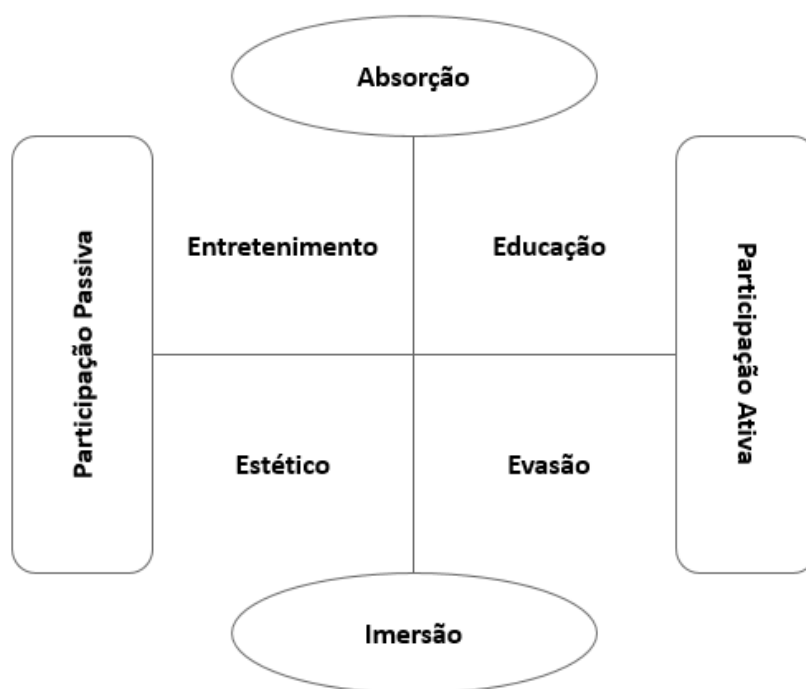 Absorção
Participação Passiva
Entretenimento
Educação
Participação Ativa
Estético
Evasão
Imersão